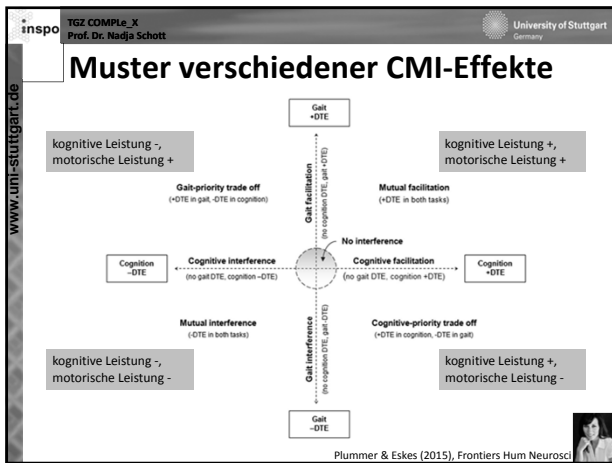 inspo
TGZ COMPLe_X
Prof. Dr. Nadja Schott
University of Stuttgart
Germany
www.uni-stuttgart.de
Muster verschiedener CMI-Effekte
Gait
+DTE
kognitive Leistung -,
motorische Leistung +
kognitive Leistung +,
motorische Leistung +
Gait facilitation
(no cognition DTE, gait +DTE)
Gait-priority trade off
(+DTE in gait, -DTE in cognition)
Mutual facilitation
(+DTE in both tasks)
No interference
Cognition
–DTE
Cognitive interference
(no gait DTE, cognition –DTE)
Cognitive facilitation
(no gait DTE, cognition +DTE)
Cognition
+DTE
Mutual interference
(-DTE in both tasks)
Gait interference
(no cognition DTE, gait -DTE)
Cognitive-priority trade off
(+DTE in cognition, -DTE in gait)
kognitive Leistung -,
motorische Leistung -
kognitive Leistung +,
motorische Leistung -
Gait
–DTE
Plummer & Eskes (2015), Frontiers Hum Neurosci